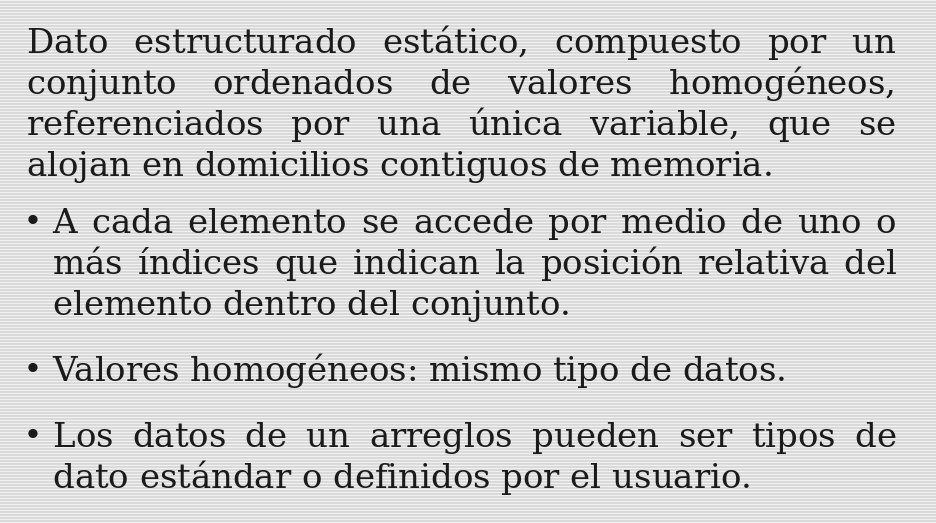 Dato estructurado estático, compuesto por un
conjunto ordenados de valores homogéneos,
referenciados por una única variable, que se
alojan en domicilios contiguos de memoria.
• A cada elemento se accede por medio de uno o
más índices que indican la posición relativa del
elemento dentro del conjunto.
• Valores homogéneos: mismo tipo de datos.
• Los datos de un arreglos pueden ser tipos de
dato estándar o definidos por el usuario.